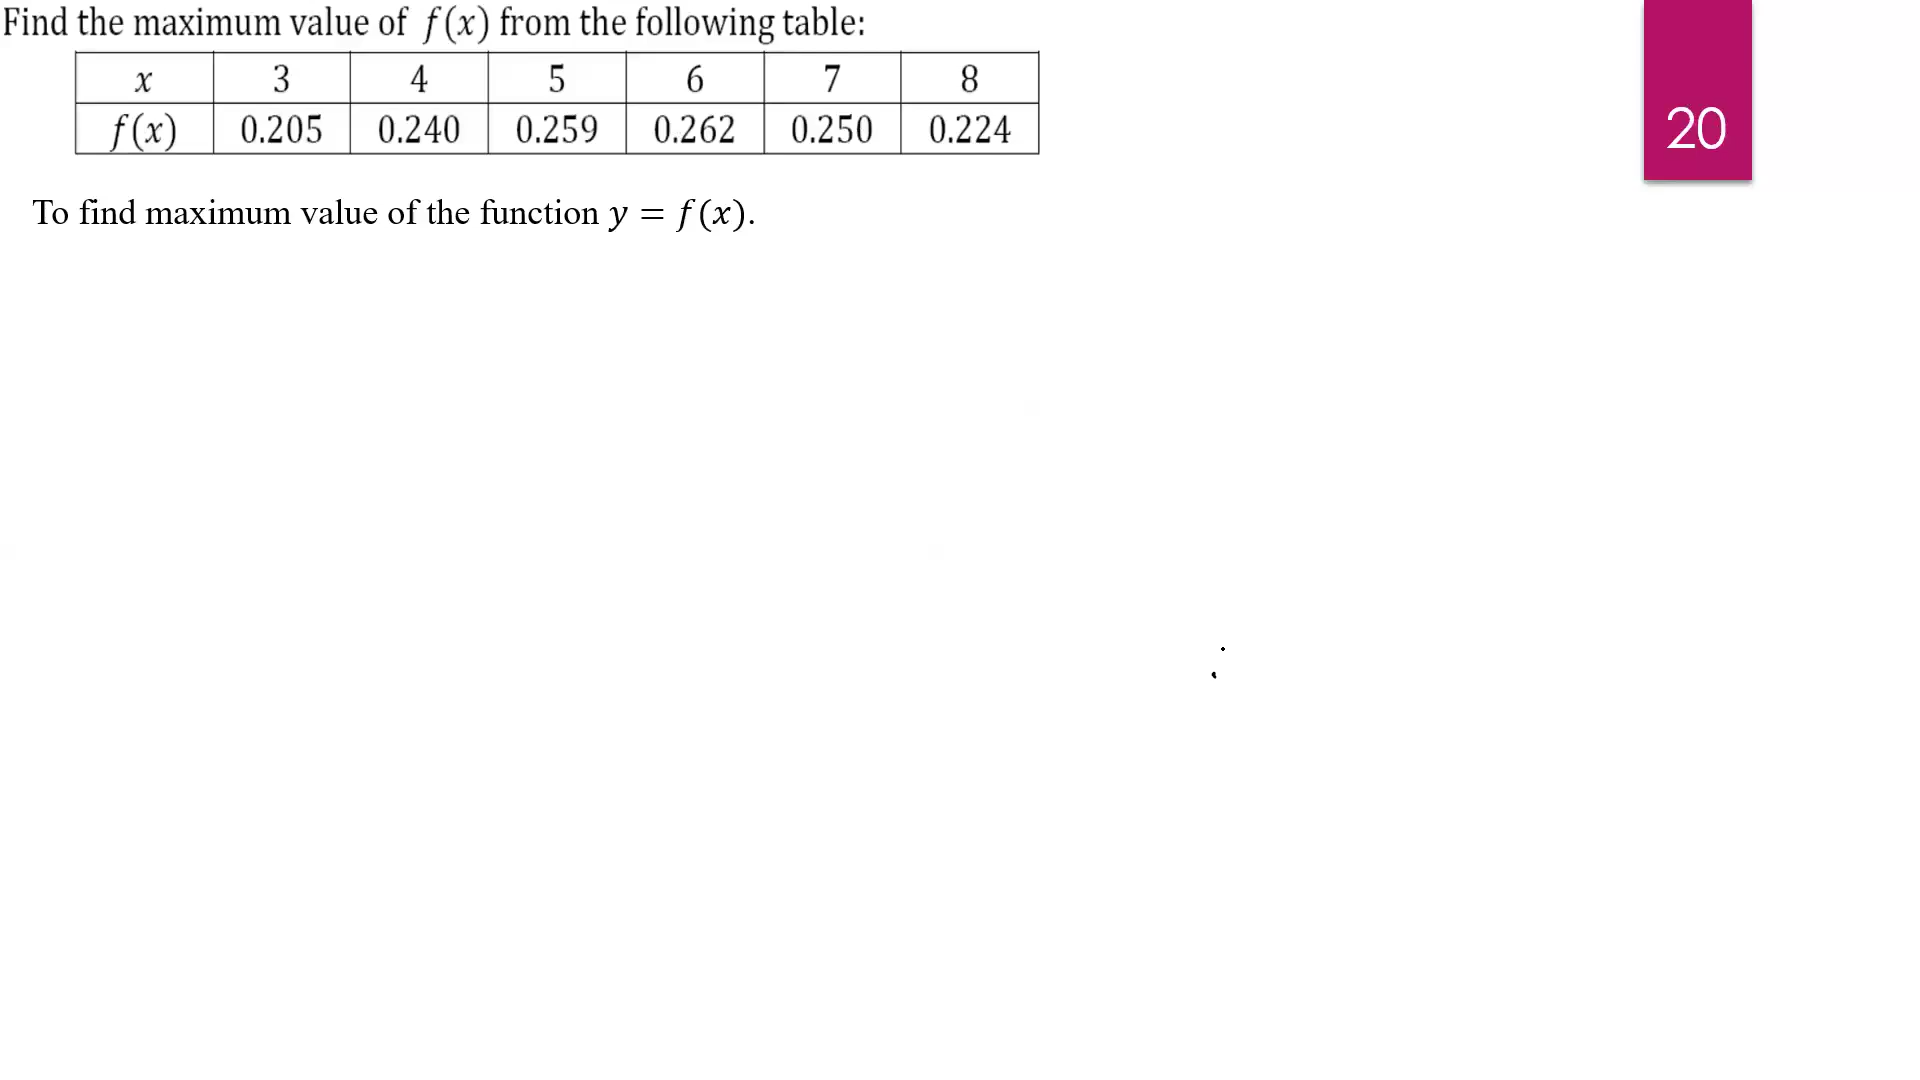 Find the maximum value of f(x) from the following table:
x 3 4 5 6 7 8
f(x) 0.205 0.240 0.259 0.262 0.250 0.224
20
To find maximum value of the function y = f(x).